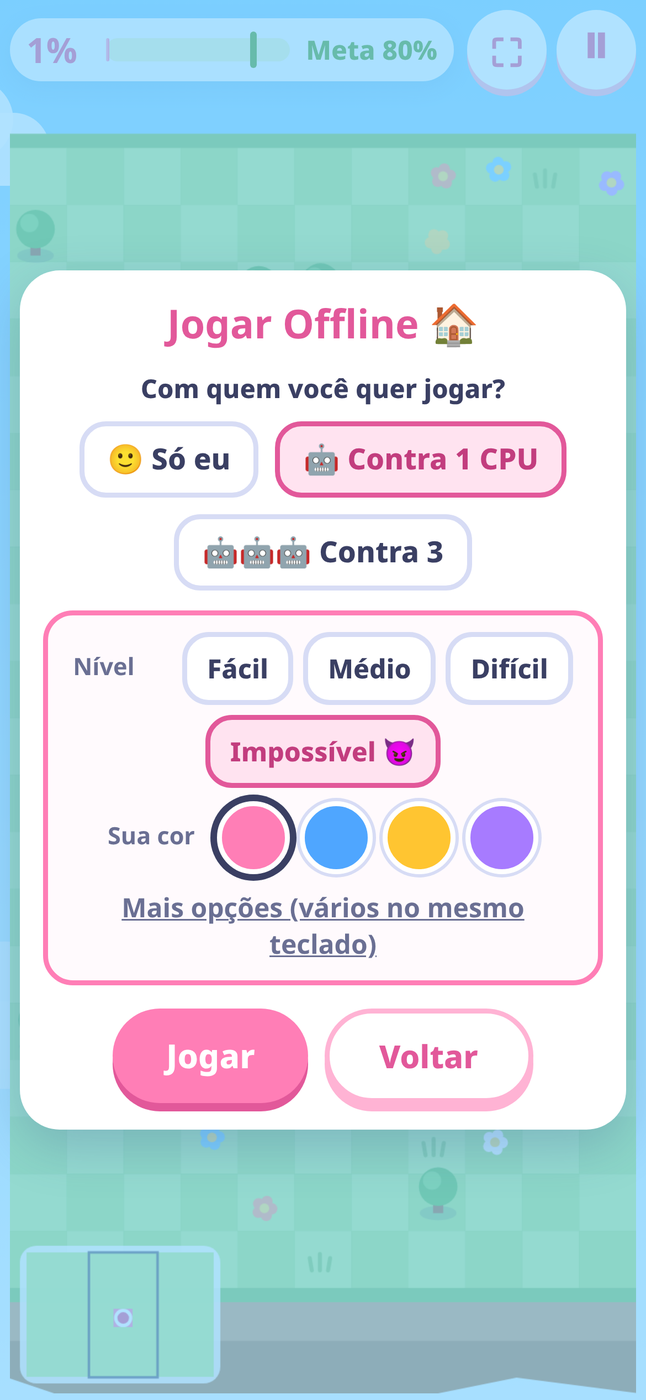 1% Meta 80%
Jogar Offline 🏠
Com quem você quer jogar?
🙂 Só eu 🤖 Contra 1 CPU
🤖🤖🤖 Contra 3
Nível Fácil Médio Difícil
Impossível 😈
Sua cor
Mais opções (vários no mesmo
teclado)
Jogar Voltar